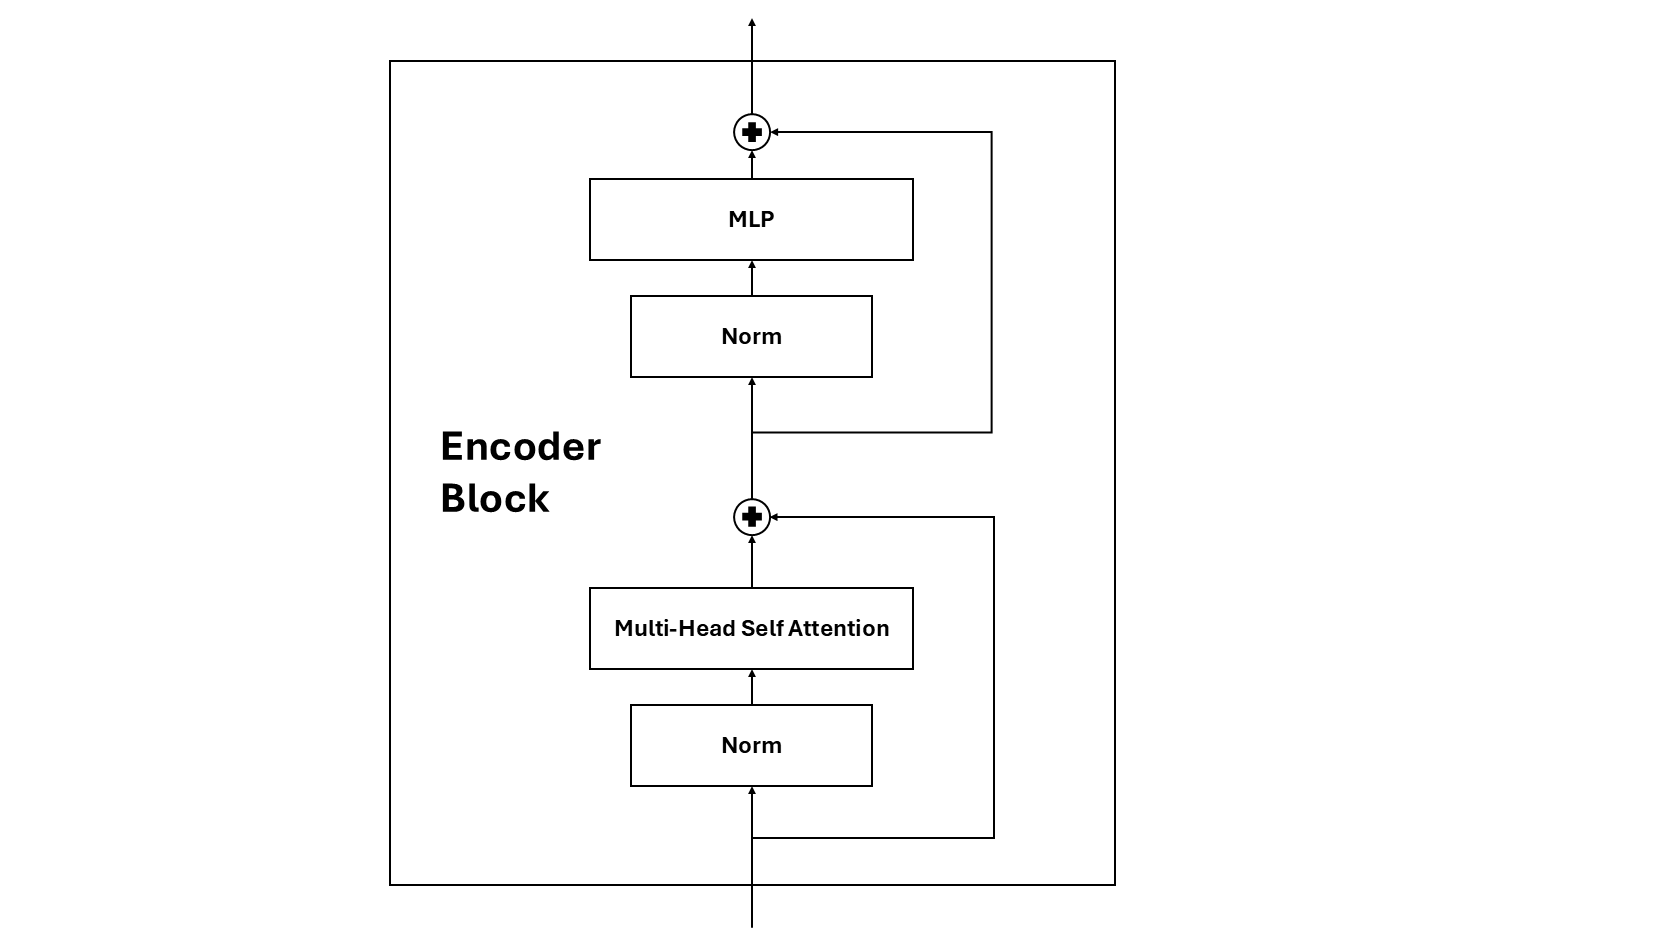 MLP
Norm
Encoder
Block
Multi-Head Self Attention
Norm